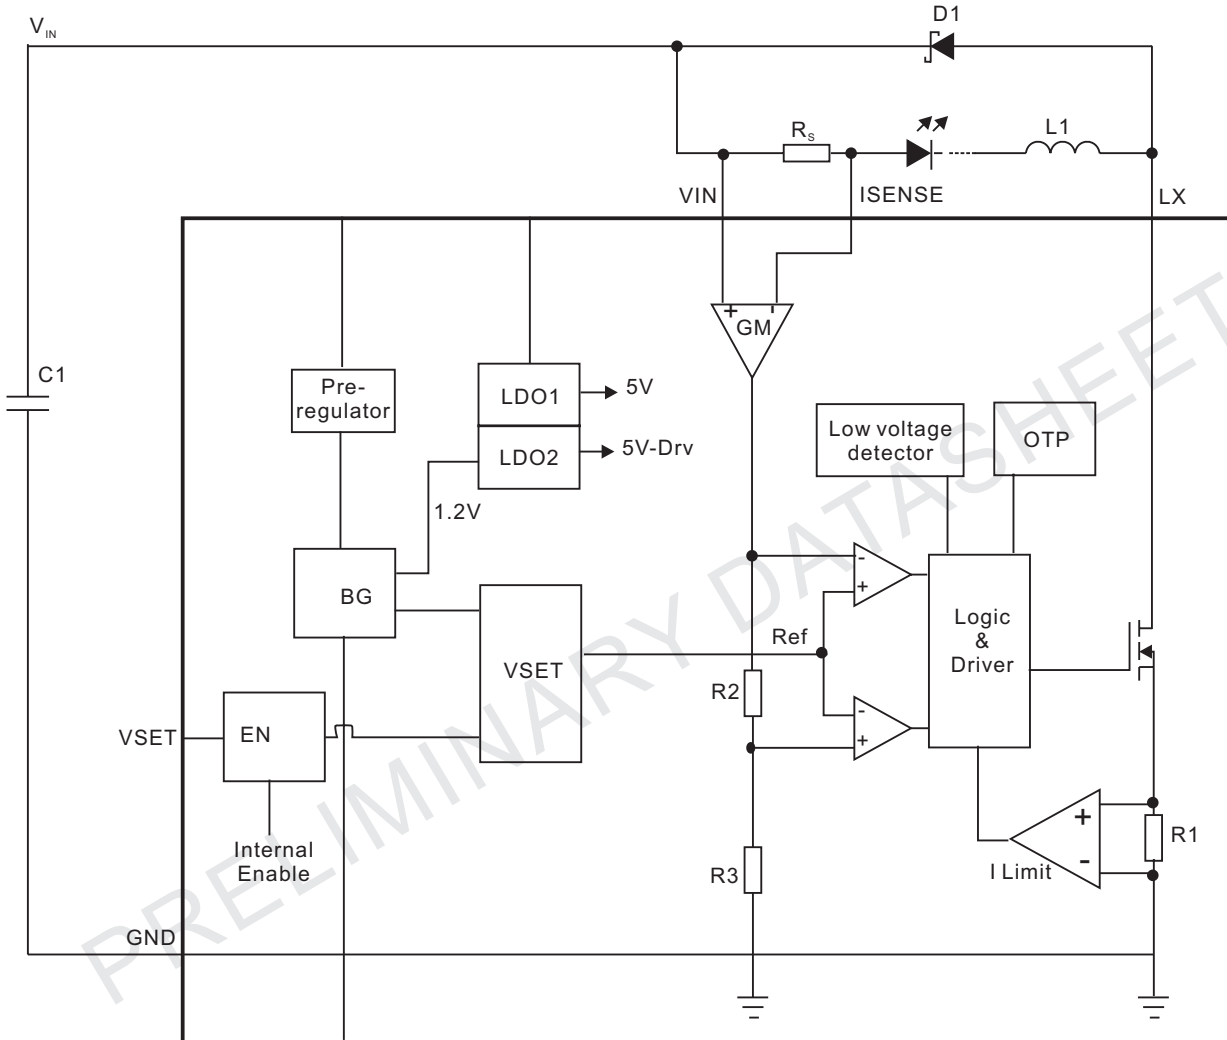 D1
VIN
Rs
L1
VIN
ISENSE
LX
+
-
GM
C1
Pre-
regulator
LDO1
5V
LDO2
5V-Drv
1.2V
Low voltage
detector
OTP
BG
-
+
Logic
&
Driver
Ref
VSET
R2
VSET
EN
-
+
Internal
Enable
R3
+
-
I Limit
R1
GND
PRELIMINARY DATASHEET